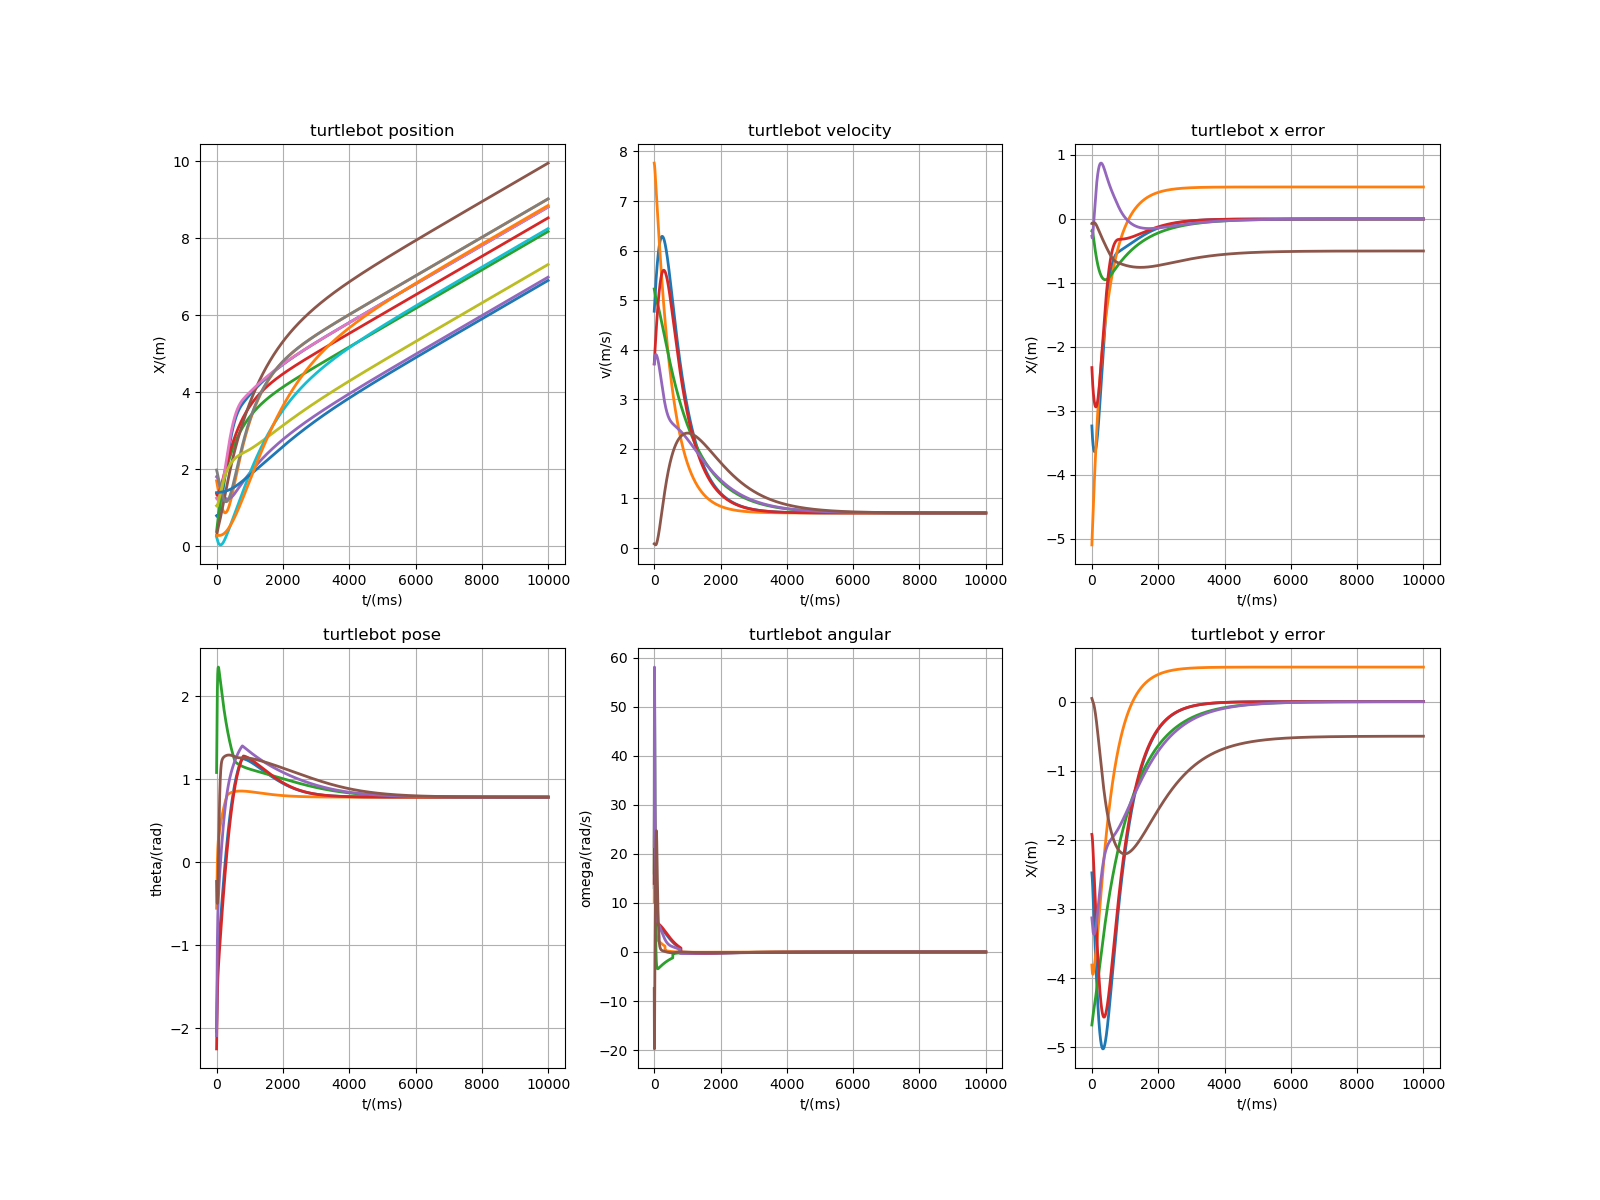 turtlebot position
10
8
6
4
2
0
X/(m)
0 2000 4000 6000 8000 10000
t/(ms)
turtlebot velocity
8
7
6
5
4
3
2
1
0
v/(m/s)
0 2000 4000 6000 8000 10000
t/(ms)
turtlebot x error
1
0
−1
−2
−3
−4
−5
X/(m)
0 2000 4000 6000 8000 10000
t/(ms)
turtlebot pose
2
1
0
−1
−2
theta/(rad)
0 2000 4000 6000 8000 10000
t/(ms)
turtlebot angular
60
50
40
30
20
10
0
−10
−20
omega/(rad/s)
0 2000 4000 6000 8000 10000
t/(ms)
turtlebot y error
0
−1
−2
−3
−4
−5
X/(m)
0 2000 4000 6000 8000 10000
t/(ms)